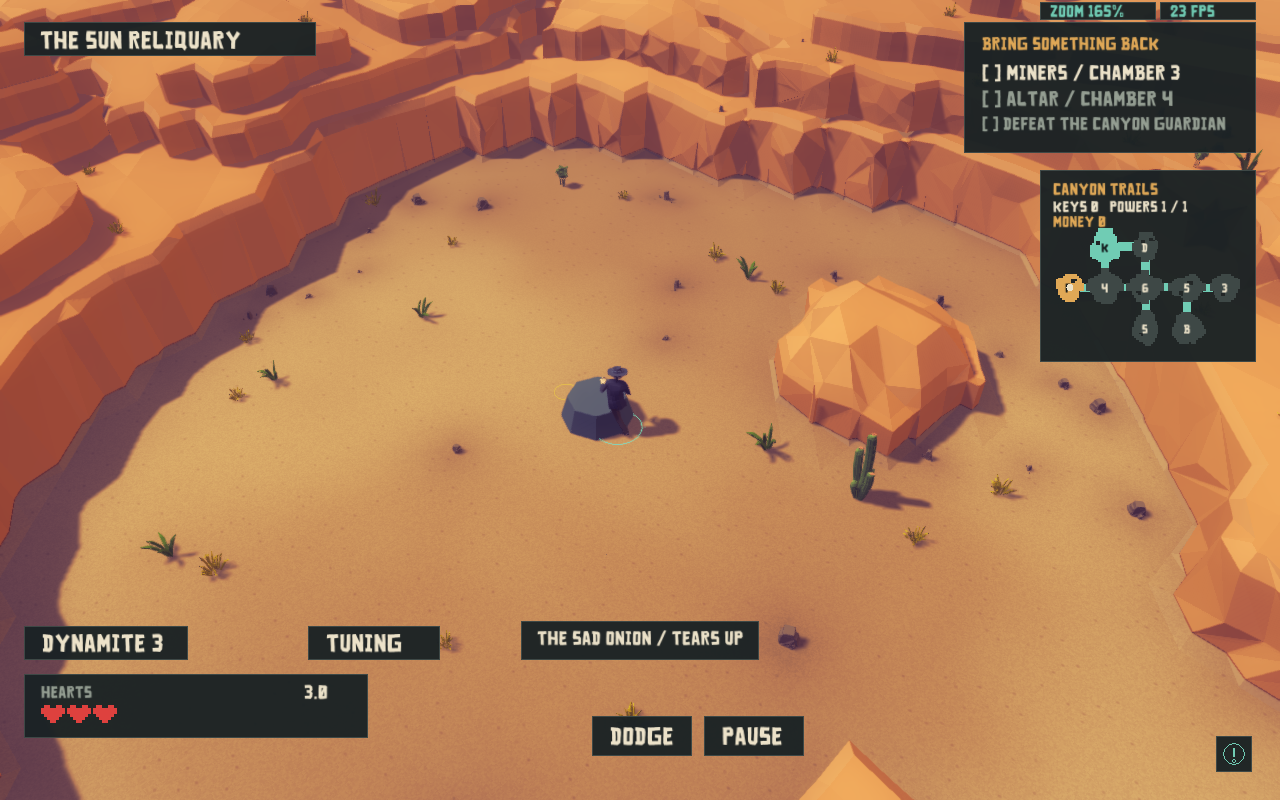 THE SUN RELIQUARY
ZOOM 165%
23 FPS
BRING SOMETHING BACK
[ ] MINERS / CHAMBER 3
[ ] ALTAR / CHAMBER 4
[ ] DEFEAT THE CANYON GUARDIAN
CANYON TRAILS
KEYS 0 POWERS 1 / 1
MONEY 0
K D
4 6 5 3
S B
DYNAMITE 3
TUNING
THE SAD ONION / TEARS UP
HEARTS 3.0
DODGE
PAUSE
!